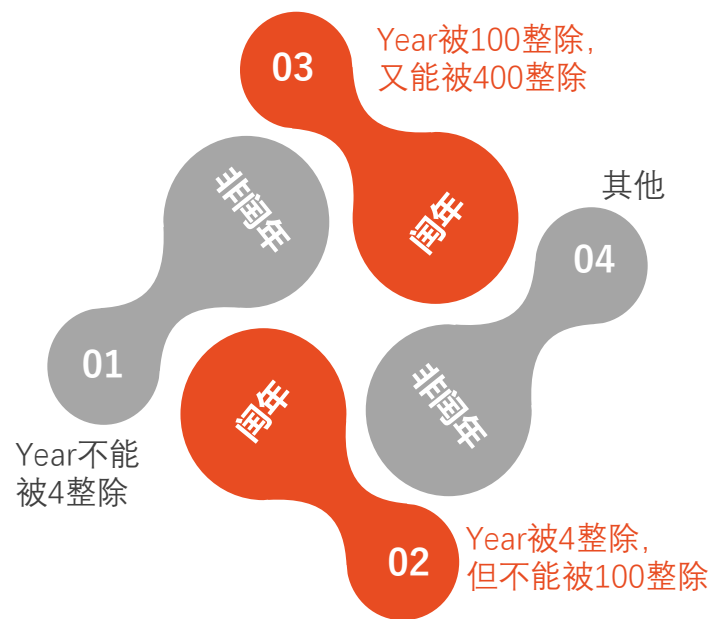 03
Year被100整除，
又能被400整除
非闰年
闰年
其他
04
01
闰年
非闰年
Year不能
被4整除
02
Year被4整除，
但不能被100整除